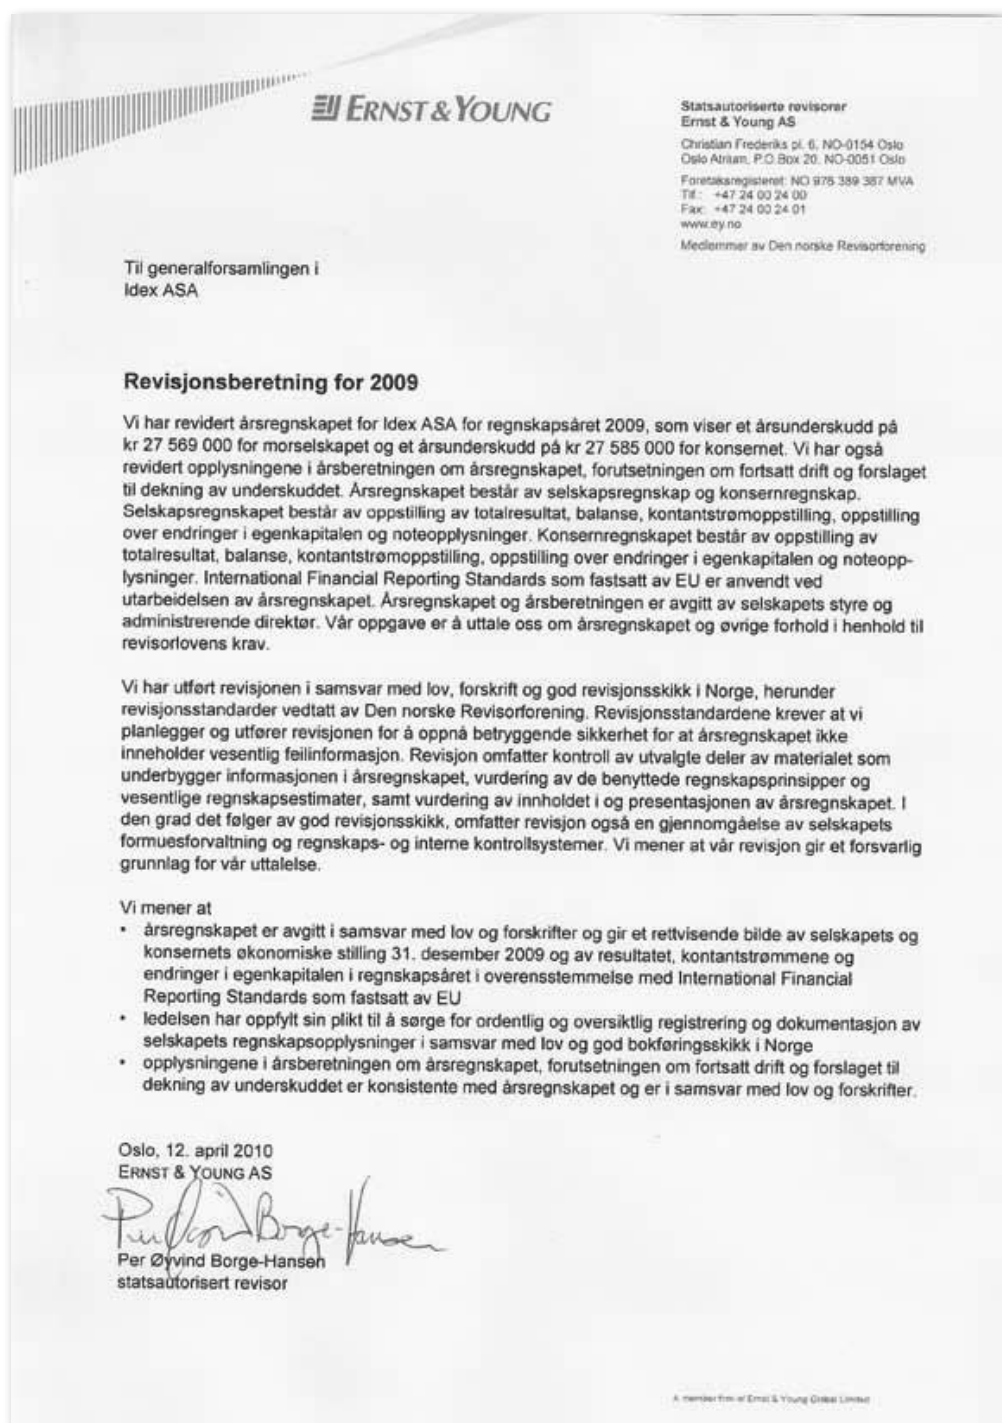 ERNST & YOUNG
Statsautoriserte revisorer
Ernst & Young AS
Christian Frederiks pl. 6, NO-0154 Oslo
Oslo Atrium, P.O.Box 20, NO-0051 Oslo
Foretaksregisteret: NO 976 389 387 MVA
Tlf.: +47 24 00 24 00
Fax: +47 24 00 24 01
www.ey.no
Medlemmer av Den norske Revisorforening
Til generalforsamlingen i
Idex ASA
Revisjonsberetning for 2009
Vi har revidert årsregnskapet for Idex ASA for regnskapsåret 2009, som viser et årsunderskudd på
kr 27 569 000 for morselskapet og et årsunderskudd på kr 27 585 000 for konsernet. Vi har også
revidert opplysningene i årsberetningen om årsregnskapet, forutsetningen om fortsatt drift og forslaget
til dekning av underskuddet. Årsregnskapet består av selskapsregnskap og konsernregnskap.
Selskapsregnskapet består av oppstilling av totalresultat, balanse, kontantstrømoppstilling, oppstilling
over endringer i egenkapitalen og noteopplysninger. Konsernregnskapet består av oppstilling av
totalresultat, balanse, kontantstrømoppstilling, oppstilling over endringer i egenkapitalen og noteopp-
lysninger. International Financial Reporting Standards som fastsatt av EU er anvendt ved
utarbeidelsen av årsregnskapet. Årsregnskapet og årsberetningen er avgitt av selskapets styre og
administrerende direktør. Vår oppgave er å uttale oss om årsregnskapet og øvrige forhold i henhold til
revisorlovens krav.
Vi har utført revisjonen i samsvar med lov, forskrift og god revisjonsskikk i Norge, herunder
revisjonsstandarder vedtatt av Den norske Revisorforening. Revisjonsstandardene krever at vi
planlegger og utfører revisjonen for å oppnå betryggende sikkerhet for at årsregnskapet ikke
inneholder vesentlig feilinformasjon. Revisjon omfatter kontroll av utvalgte deler av materialet som
underbygger informasjonen i årsregnskapet, vurdering av de benyttede regnskapsprinsipper og
vesentlige regnskapsestimater, samt vurdering av innholdet i og presentasjonen av årsregnskapet. I
den grad det følger av god revisjonsskikk, omfatter revisjon også en gjennomgåelse av selskapets
formuesforvaltning og regnskaps- og interne kontrollsystemer. Vi mener at vår revisjon gir et forsvarlig
grunnlag for vår uttalelse.
Vi mener at
• årsregnskapet er avgitt i samsvar med lov og forskrifter og gir et rettvisende bilde av selskapets og
konsernets økonomiske stilling 31. desember 2009 og av resultatet, kontantstrømmene og
endringer i egenkapitalen i regnskapsåret i overensstemmelse med International Financial
Reporting Standards som fastsatt av EU
• ledelsen har oppfylt sin plikt til å sørge for ordentlig og oversiktlig registrering og dokumentasjon av
selskapets regnskapsopplysninger i samsvar med lov og god bokføringsskikk i Norge
• opplysningene i årsberetningen om årsregnskapet, forutsetningen om fortsatt drift og forslaget til
dekning av underskuddet er konsistente med årsregnskapet og er i samsvar med lov og forskrifter.
Oslo, 12. april 2010
ERNST & YOUNG AS
Per Øyvind Borge-Hansen
Per Øyvind Borge-Hansen
statsautorisert revisor
A member firm of Ernst & Young Global Limited